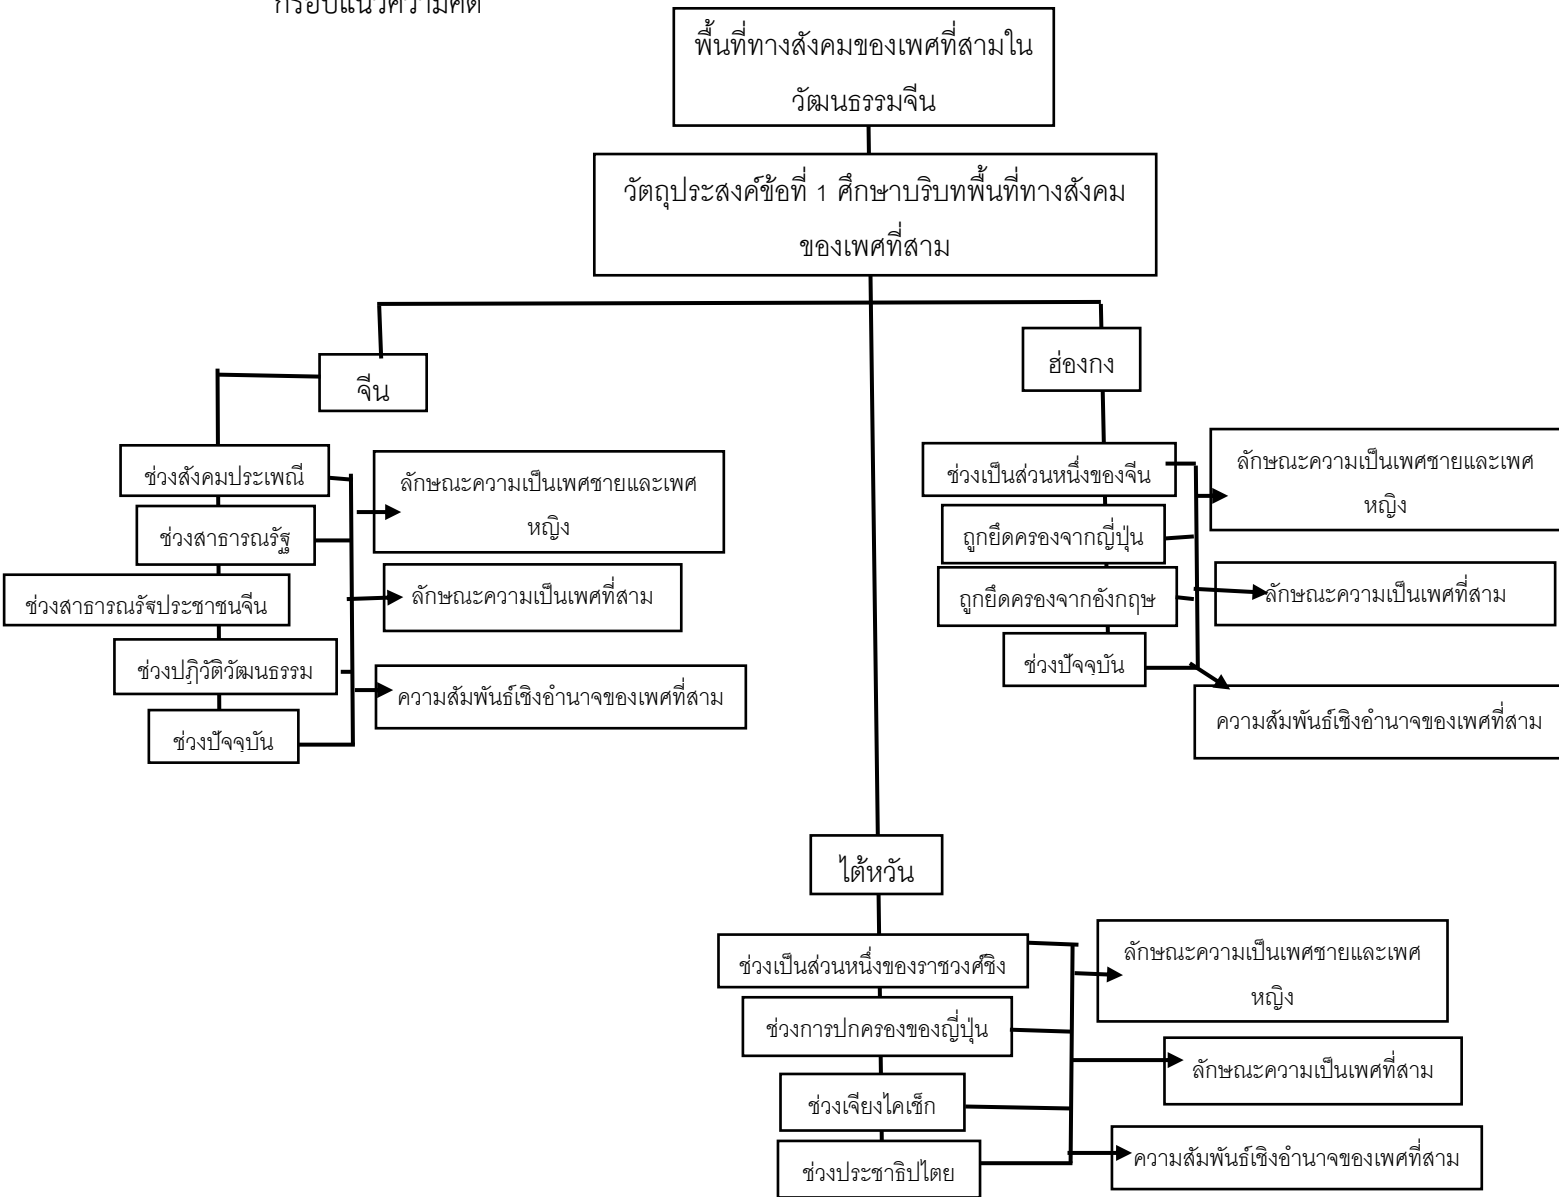 กรอบแนวความคิด
พื้นที่ทางสังคมของเพศที่สามใน
วัฒนธรรมจีน
วัตถุประสงค์ข้อที่ 1 ศึกษาบริบทพื้นที่ทางสังคม
ของเพศที่สาม
จีน
ช่วงสังคมประเพณี
ช่วงสาธารณรัฐ
ช่วงสาธารณรัฐประชาชนจีน
ช่วงปฏิวัติวัฒนธรรม
ช่วงปัจจุบัน
ลักษณะความเป็นเพศชายและเพศ
หญิง
ลักษณะความเป็นเพศที่สาม
ความสัมพันธ์เชิงอำนาจของเพศที่สาม
ฮ่องกง
ช่วงเป็นส่วนหนึ่งของจีน
ถูกยึดครองจากญี่ปุ่น
ถูกยึดครองจากอังกฤษ
ช่วงปัจจุบัน
ลักษณะความเป็นเพศชายและเพศ
หญิง
ลักษณะความเป็นเพศที่สาม
ความสัมพันธ์เชิงอำนาจของเพศที่สาม
ไต้หวัน
ช่วงเป็นส่วนหนึ่งของราชวงศ์ชิง
ช่วงการปกครองของญี่ปุ่น
ช่วงเจียงไคเช็ก
ช่วงประชาธิปไตย
ลักษณะความเป็นเพศชายและเพศ
หญิง
ลักษณะความเป็นเพศที่สาม
ความสัมพันธ์เชิงอำนาจของเพศที่สาม